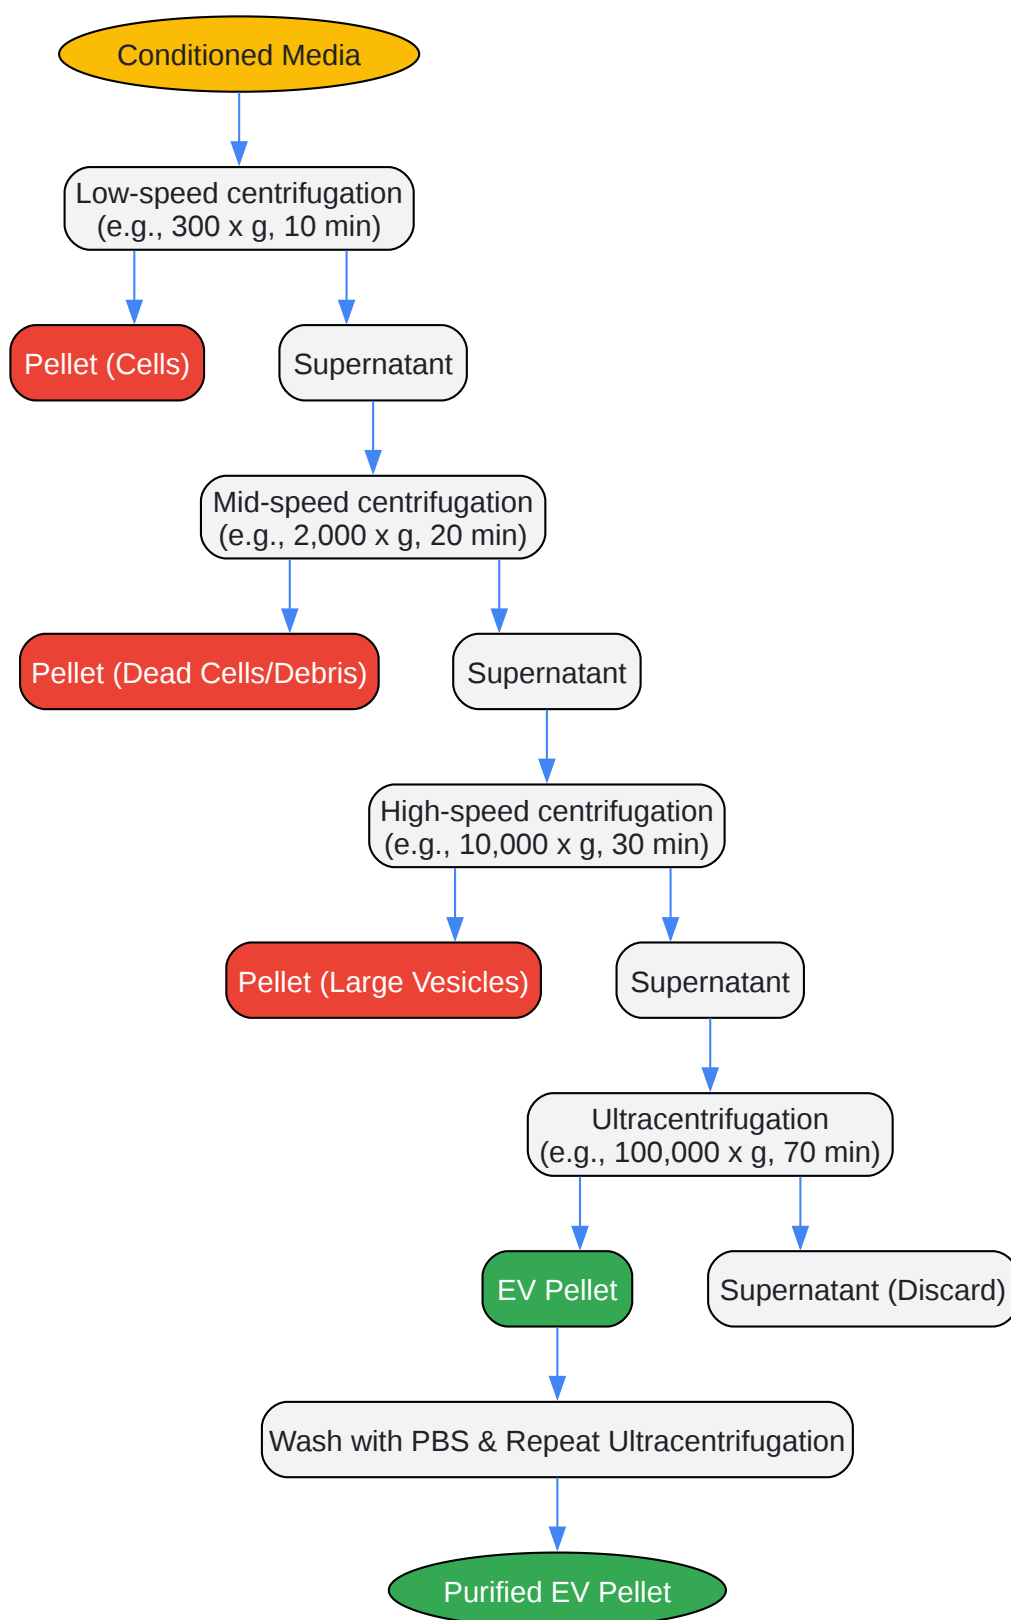 Conditioned Media
Low-speed centrifugation
(e.g., 300 x g, 10 min)
Pellet (Cells)
Supernatant
Mid-speed centrifugation
(e.g., 2,000 x g, 20 min)
Pellet (Dead Cells/Debris)
Supernatant
High-speed centrifugation
(e.g., 10,000 x g, 30 min)
Pellet (Large Vesicles)
Supernatant
Ultracentrifugation
(e.g., 100,000 x g, 70 min)
EV Pellet
Supernatant (Discard)
Wash with PBS & Repeat Ultracentrifugation
Purified EV Pellet